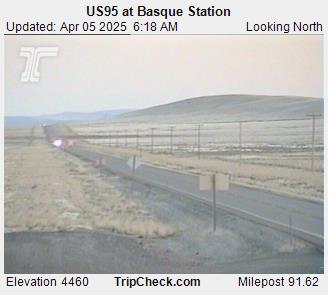 US95 at Basque Station
Updated: Apr 05 2025 6:18 AM Looking North
Elevation 4460 TripCheck.com Milepost 91.62